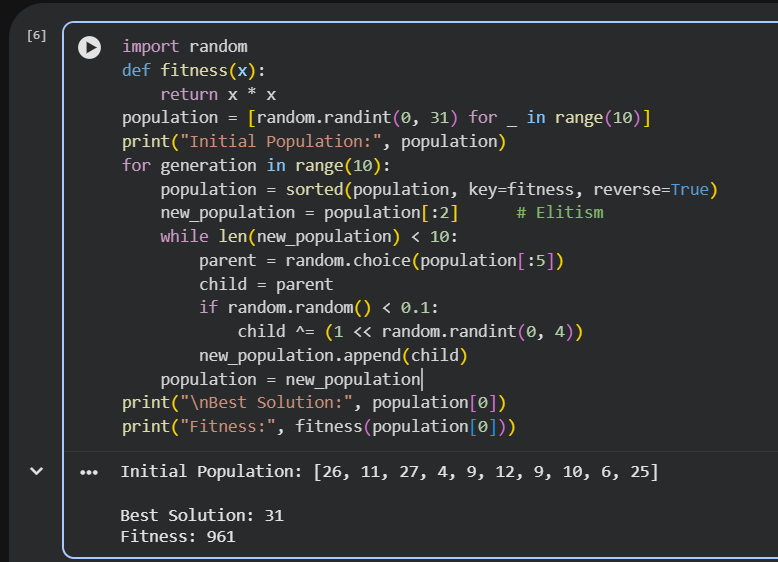 [6]
import random
def fitness(x):
    return x * x
population = [random.randint(0, 31) for _ in range(10)]
print("Initial Population:", population)
for generation in range(10):
    population = sorted(population, key=fitness, reverse=True)
    new_population = population[:2]      # Elitism
    while len(new_population) < 10:
        parent = random.choice(population[:5])
        child = parent
        if random.random() < 0.1:
            child ^= (1 << random.randint(0, 4))
        new_population.append(child)
    population = new_population
print("\nBest Solution:", population[0])
print("Fitness:", fitness(population[0]))
Initial Population: [26, 11, 27, 4, 9, 12, 9, 10, 6, 25]

Best Solution: 31
Fitness: 961